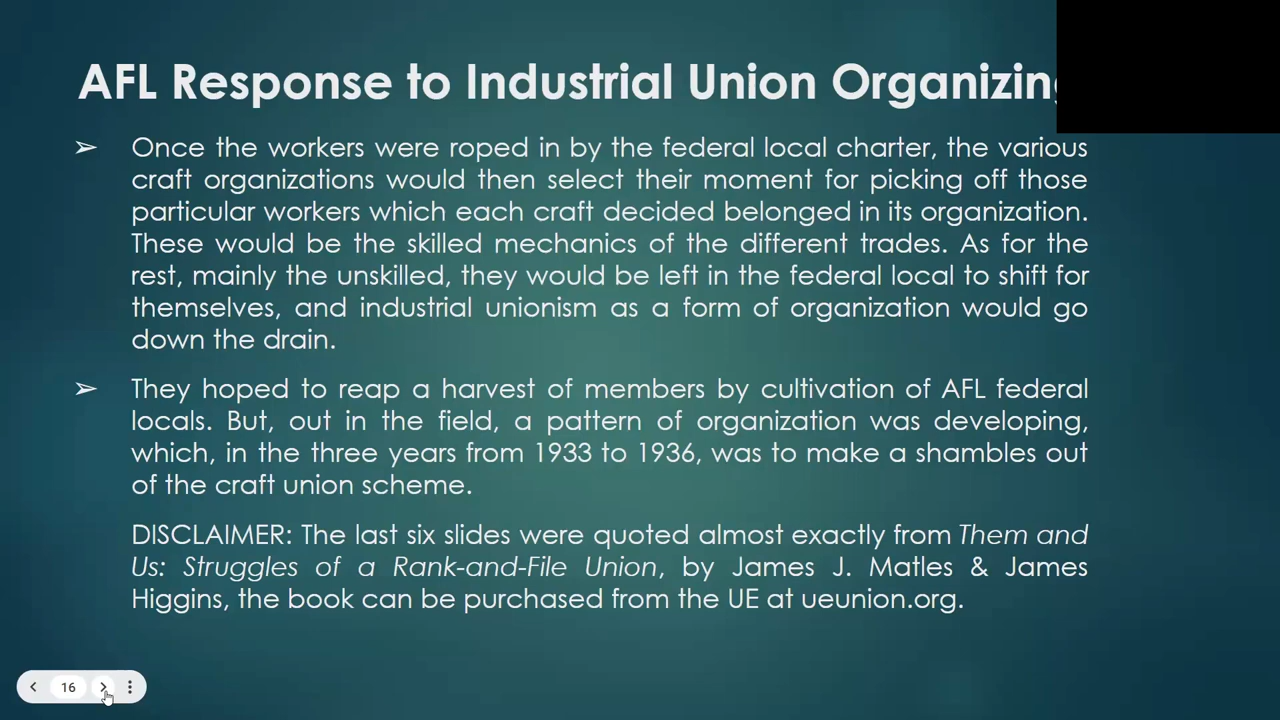 AFL Response to Industrial Union Organizing
➢ Once the workers were roped in by the federal local charter, the various
craft organizations would then select their moment for picking off those
particular workers which each craft decided belonged in its organization.
These would be the skilled mechanics of the different trades. As for the
rest, mainly the unskilled, they would be left in the federal local to shift for
themselves, and industrial unionism as a form of organization would go
down the drain.
➢ They hoped to reap a harvest of members by cultivation of AFL federal
locals. But, out in the field, a pattern of organization was developing,
which, in the three years from 1933 to 1936, was to make a shambles out
of the craft union scheme.
DISCLAIMER: The last six slides were quoted almost exactly from Them and
Us: Struggles of a Rank-and-File Union, by James J. Matles & James
Higgins, the book can be purchased from the UE at ueunion.org.
16